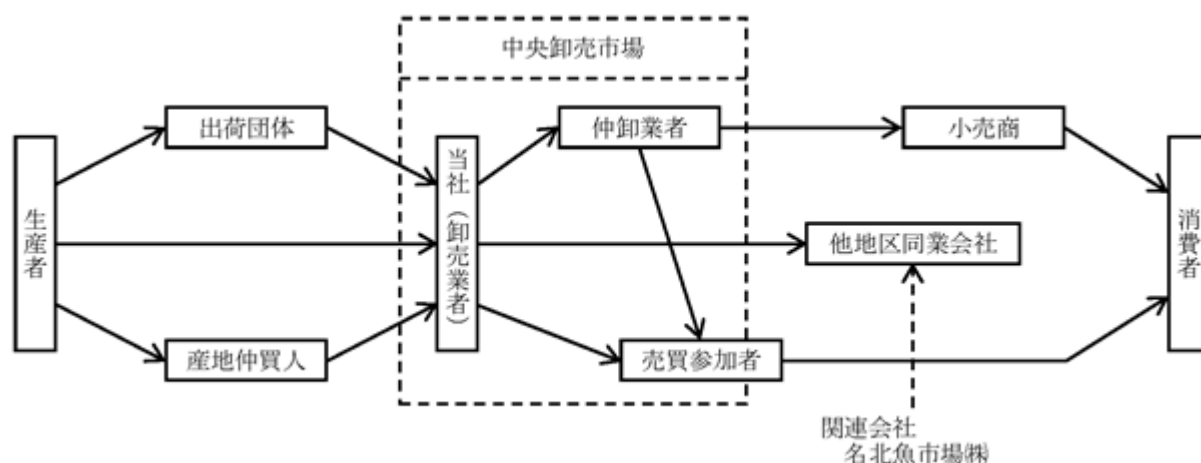 中央卸売市場
生産者
出荷団体
産地仲買人
当社（卸売業者）
仲卸業者
売買参加者
小売商
他地区同業会社
消費者
関連会社
名北魚市場㈱